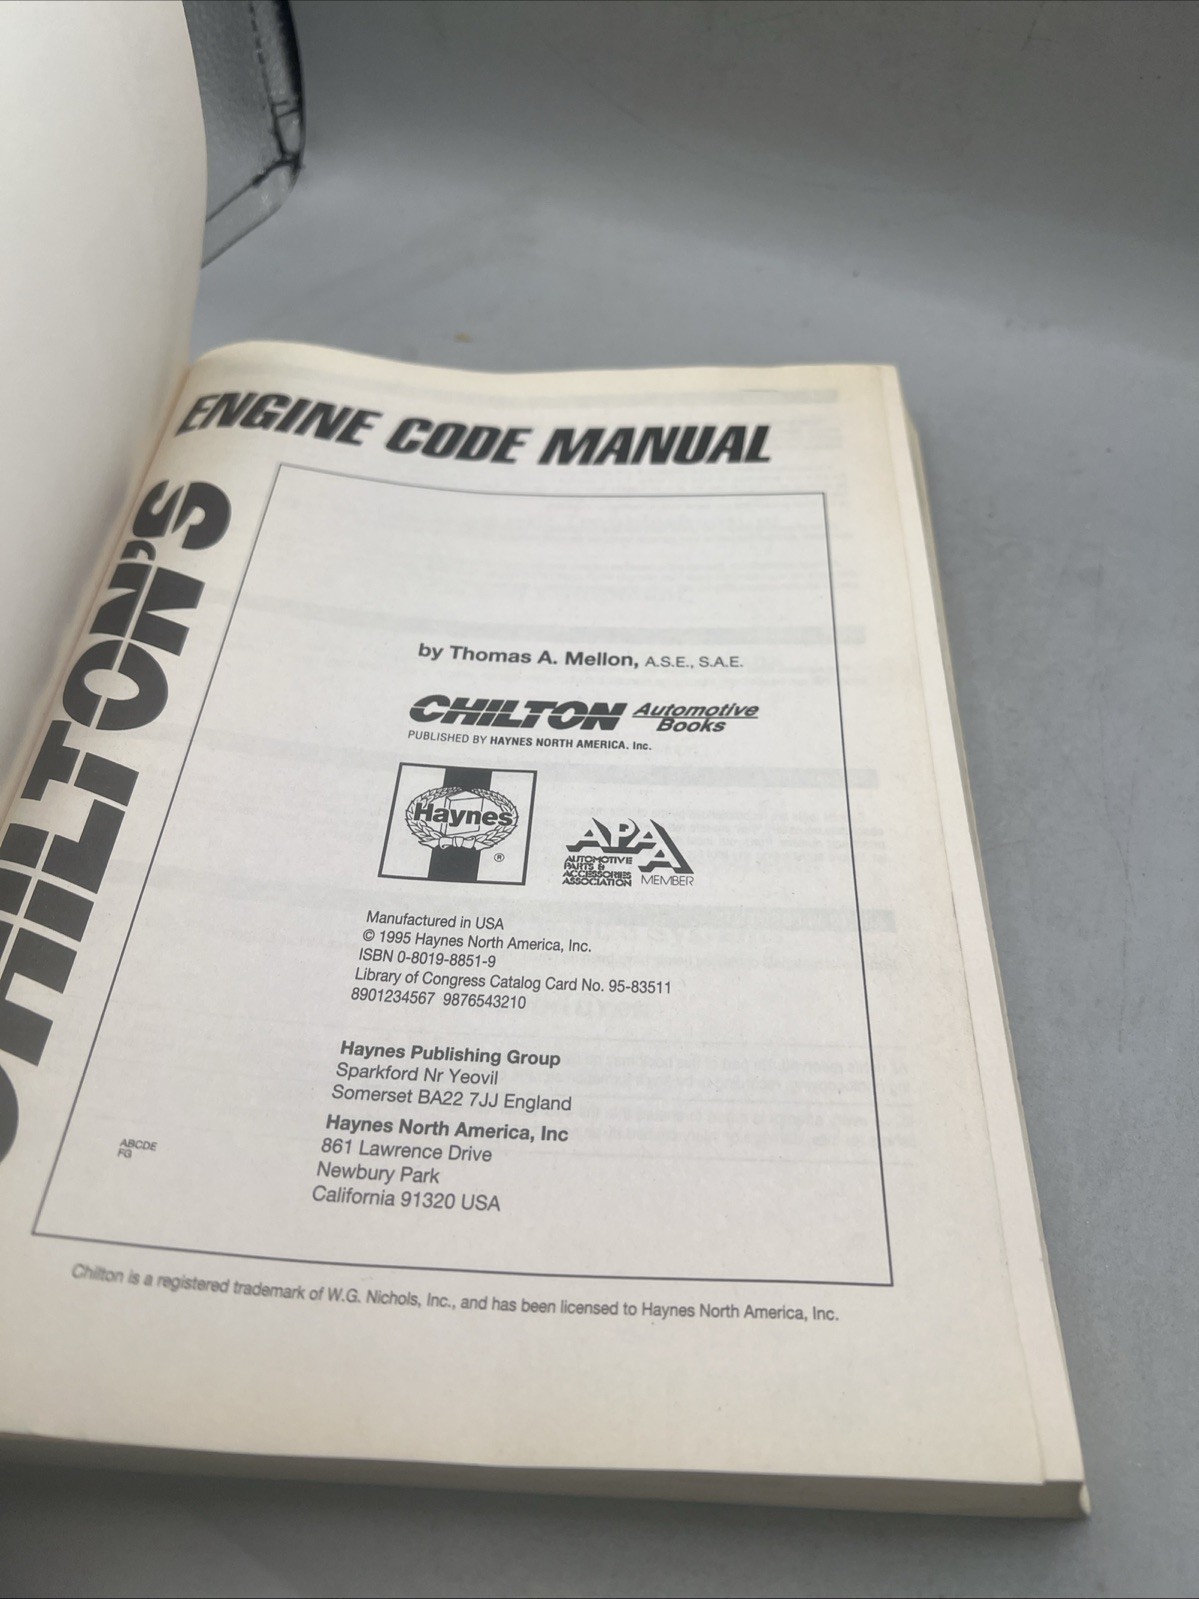 ENGINE CODE MANUAL
CHILTON'S
by Thomas A. Mellon, A.S.E., S.A.E.
CHILTON Automotive Books
PUBLISHED BY HAYNES NORTH AMERICA, Inc.
Haynes
®
APAA
AUTOMOTIVE
PARTS &
ACCESSORIES
ASSOCIATION MEMBER
Manufactured in USA
© 1995 Haynes North America, Inc.
ISBN 0-8019-8851-9
Library of Congress Catalog Card No. 95-83511
8901234567 9876543210
Haynes Publishing Group
Sparkford Nr Yeovil
Somerset BA22 7JJ England
Haynes North America, Inc
861 Lawrence Drive
Newbury Park
California 91320 USA
ABCDE
FG
Chilton is a registered trademark of W.G. Nichols, Inc., and has been licensed to Haynes North America, Inc.